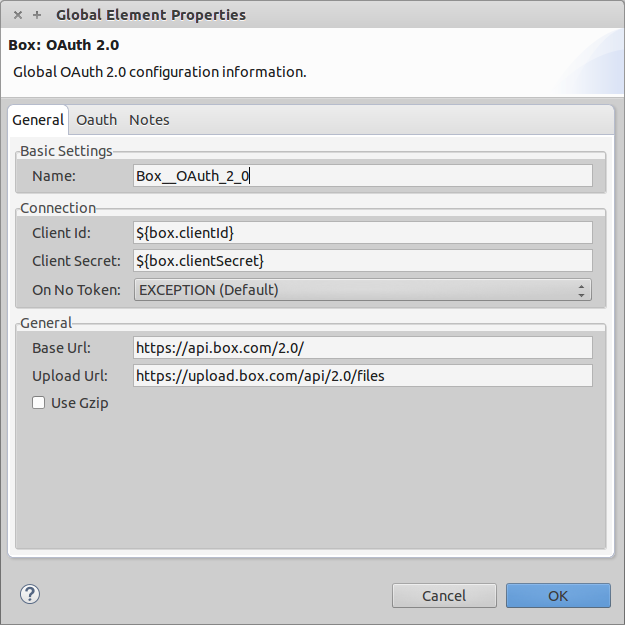 Global Element Properties
Box: OAuth 2.0
Global OAuth 2.0 configuration information.
General Oauth Notes
Basic Settings
Name: Box__OAuth_2_0
Connection
Client Id: ${box.clientId}
Client Secret: ${box.clientSecret}
On No Token: EXCEPTION (Default)
General
Base Url: https://api.box.com/2.0/
Upload Url: https://upload.box.com/api/2.0/files
Use Gzip
? Cancel OK